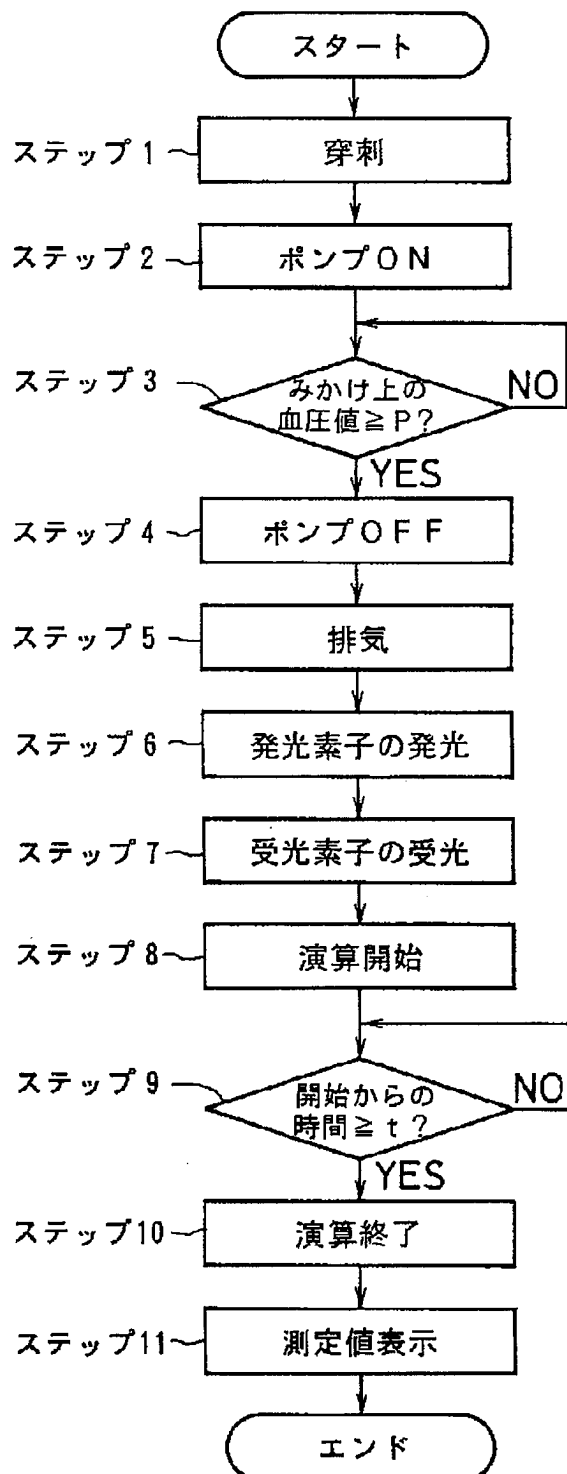 スタート
ステップ1
穿刺
ステップ2
ポンプON
ステップ3
みかけ上の
血圧値≧P?
NO
YES
ステップ4
ポンプOFF
ステップ5
排気
ステップ6
発光素子の発光
ステップ7
受光素子の受光
ステップ8
演算開始
ステップ9
開始からの
時間≧t?
NO
YES
ステップ10
演算終了
ステップ11
測定値表示
エンド